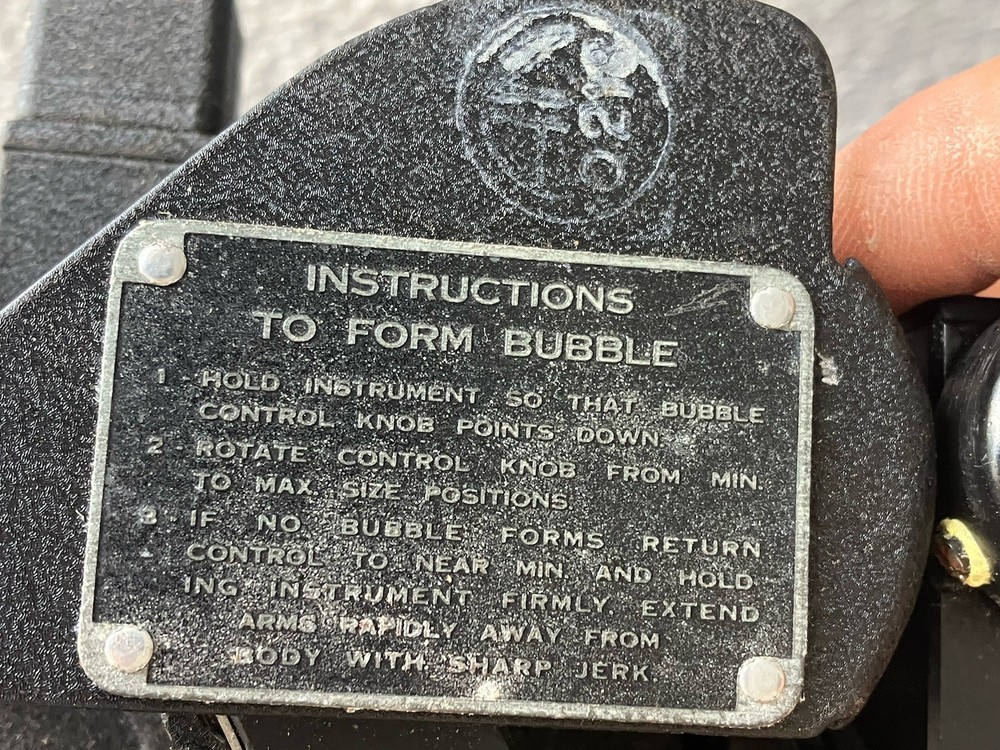 INSTRUCTIONS
TO FORM BUBBLE
1 - HOLD INSTRUMENT SO THAT BUBBLE
CONTROL KNOB POINTS DOWN.
2 - ROTATE CONTROL KNOB FROM MIN.
TO MAX. SIZE POSITIONS.
3 - IF NO BUBBLE FORMS RETURN
CONTROL TO NEAR MIN. AND HOLD
ING INSTRUMENT FIRMLY EXTEND
ARMS RAPIDLY AWAY FROM
BODY WITH SHARP JERK.